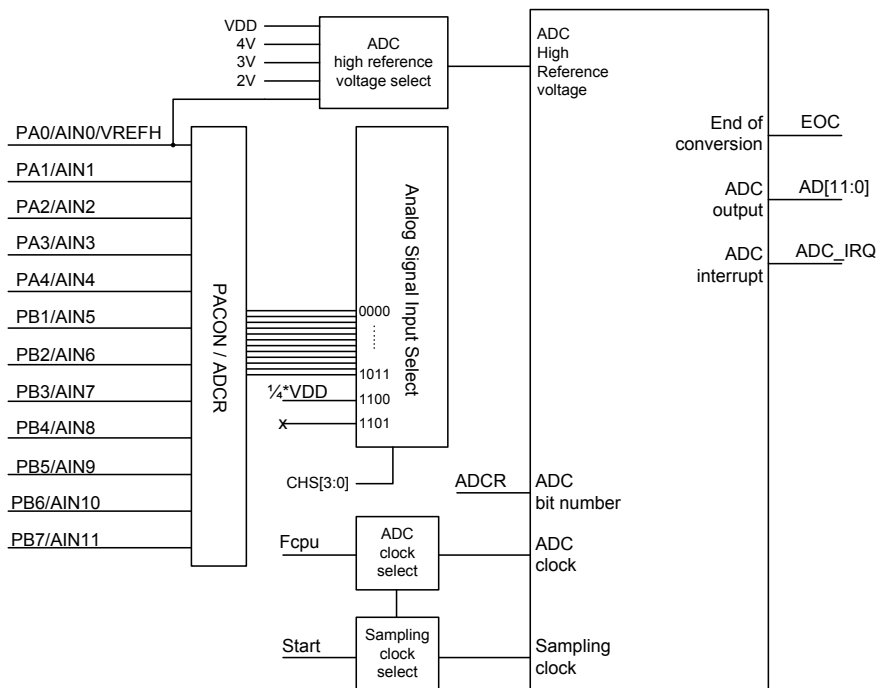 VDD
4V
3V
2V
ADC
high reference
voltage select
ADC
High
Reference
voltage
PA0/AIN0/VREFH
PA1/AIN1
PA2/AIN2
PA3/AIN3
PA4/AIN4
PB1/AIN5
PB2/AIN6
PB3/AIN7
PB4/AIN8
PB5/AIN9
PB6/AIN10
PB7/AIN11
PACON / ADCR
Analog Signal Input Select
0000
1011
¼*VDD
1100
x
1101
CHS[3:0]
End of
conversion
EOC
ADC
output
AD[11:0]
ADC
interrupt
ADC_IRQ
ADCR
ADC
bit number
Fcpu
ADC
clock
select
ADC
clock
Start
Sampling
clock
select
Sampling
clock